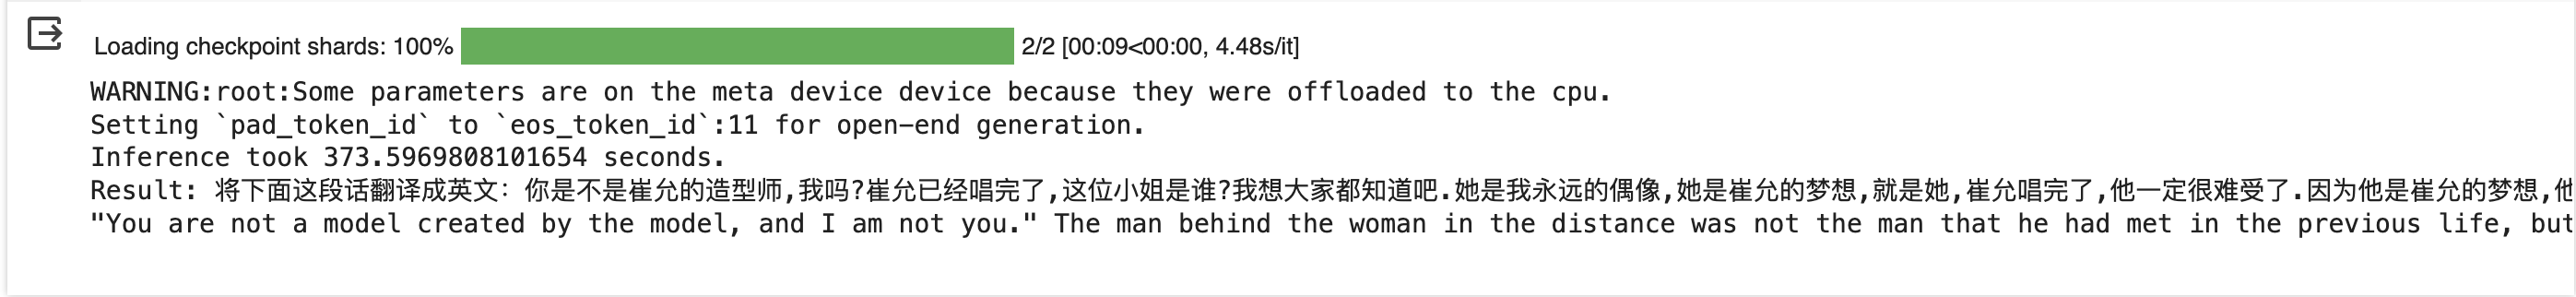 Loading checkpoint shards: 100% 2/2 [00:09<00:00, 4.48s/it]
WARNING:root:Some parameters are on the meta device device because they were offloaded to the cpu.
Setting `pad_token_id` to `eos_token_id`:11 for open-end generation.
Inference took 373.5969808101654 seconds.
Result: 将下面这段话翻译成英文: 你是不是崔允的造型师,我吗?崔允已经唱完了,这位小姐是谁?我想大家都知道吧.她是我永远的偶像,她是崔允的梦想,就是她,崔允唱完了,他一定很难受了.因为他是崔允的梦想,
"You are not a model created by the model, and I am not you." The man behind the woman in the distance was not the man that he had met in the previous life, but